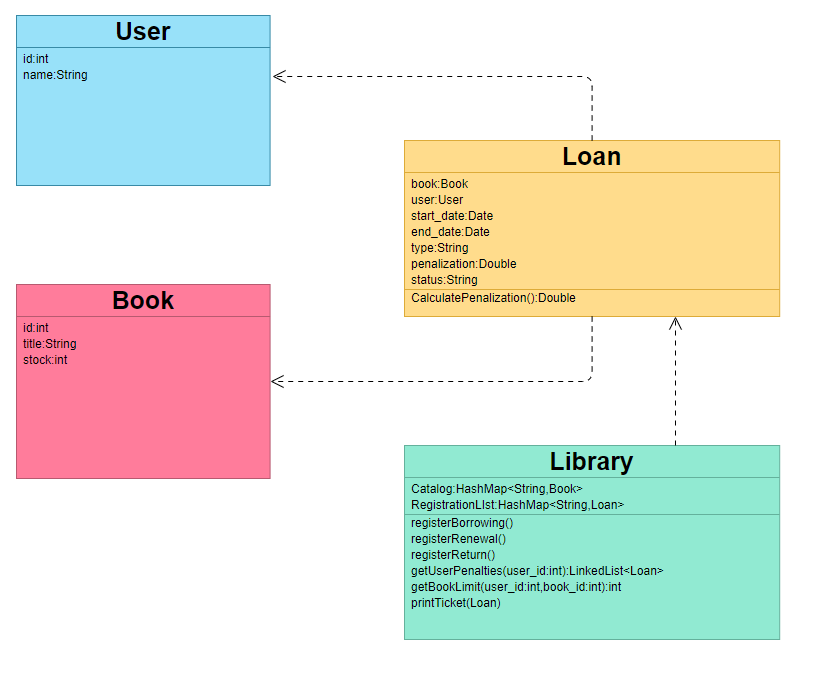 User
id:int
name:String
Loan
book:Book
user:User
start_date:Date
end_date:Date
type:String
penalization:Double
status:String
CalculatePenalization():Double
Book
id:int
title:String
stock:int
Library
Catalog:HashMap<String,Book>
RegistrationLIst:HashMap<String,Loan>
registerBorrowing()
registerRenewal()
registerReturn()
getUserPenalties(user_id:int):LinkedList<Loan>
getBookLimit(user_id:int,book_id:int):int
printTicket(Loan)